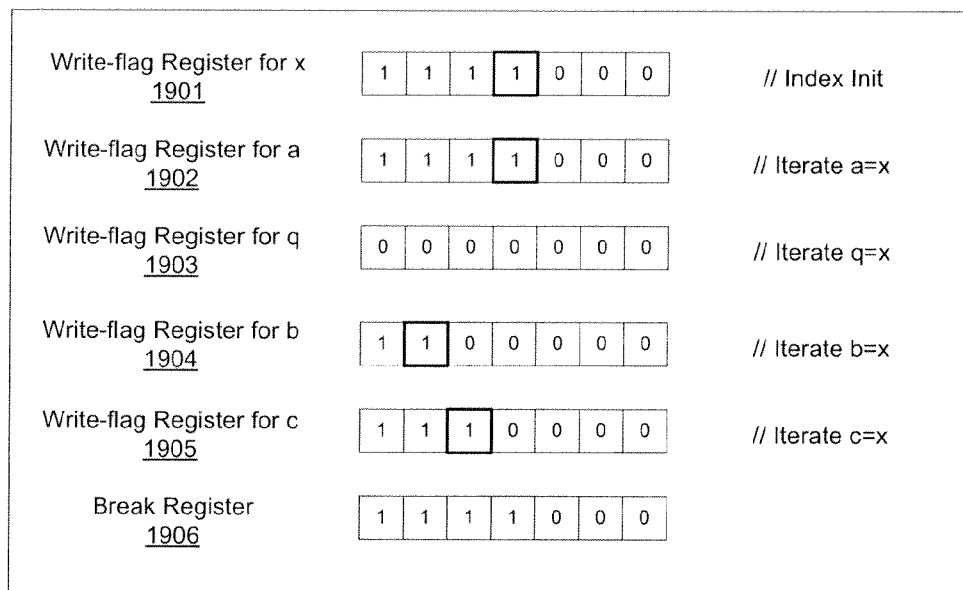 Write-flag Register for x
1901
1 1 1 1 0 0 0
// Index Init
Write-flag Register for a
1902
1 1 1 1 0 0 0
// Iterate a=x
Write-flag Register for q
1903
0 0 0 0 0 0 0
// Iterate q=x
Write-flag Register for b
1904
1 1 0 0 0 0 0
// Iterate b=x
Write-flag Register for c
1905
1 1 1 0 0 0 0
// Iterate c=x
Break Register
1906
1 1 1 1 0 0 0